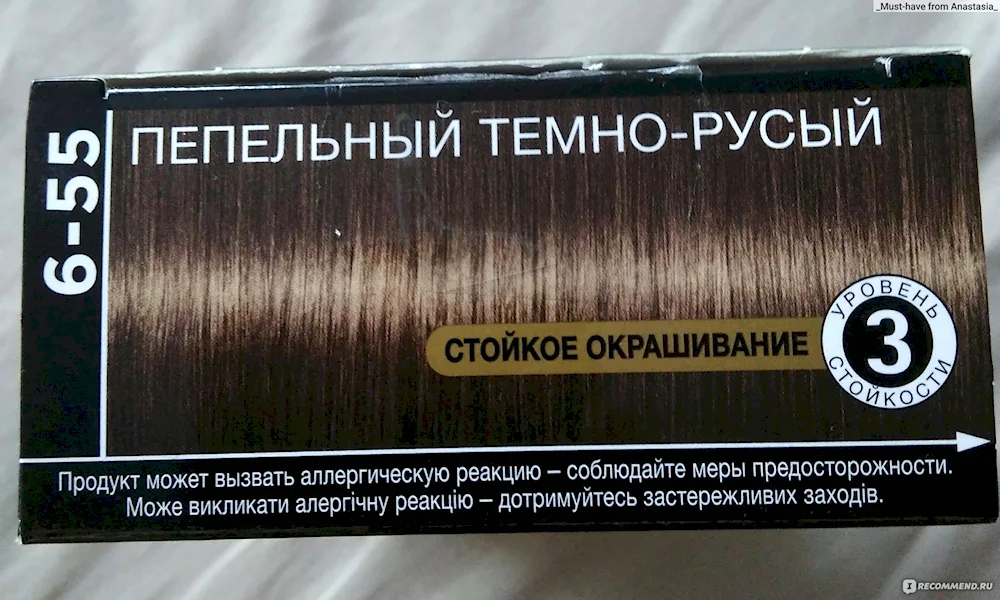 _Must-have from Anastasia_
6-55
ПЕПЕЛЬНЫЙ ТЕМНО-РУСЫЙ
СТОЙКОЕ ОКРАШИВАНИЕ
УРОВЕНЬ
3
СТОЙКОСТИ
Продукт может вызвать аллергическую реакцию – соблюдайте меры предосторожности.
Може викликати алергічну реакцію – дотримуйтесь застережливих заходів.
IRECOMMEND.RU